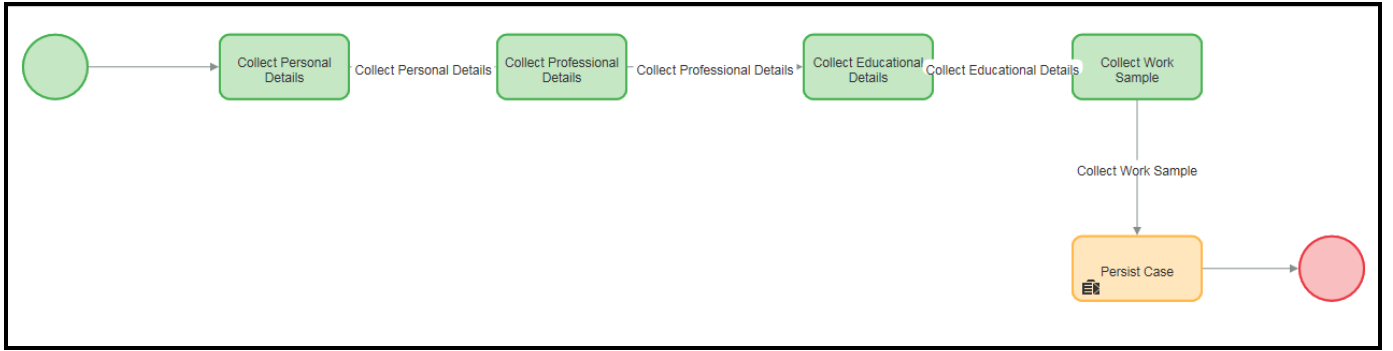 Collect Personal
Details
Collect Personal Details
Collect Professional
Details
Collect Professional Details
Collect Educational
Details
Collect Educational Details
Collect Work
Sample
Collect Work Sample
Persist Case